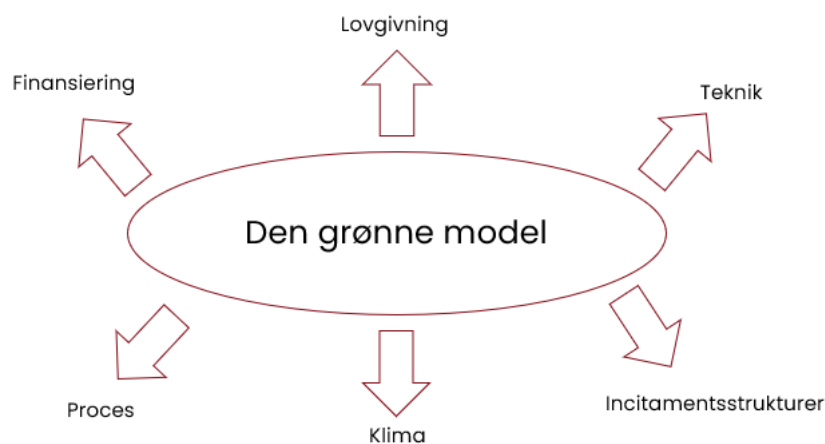 Lovgivning
Finansiering
Teknik
Den grønne model
Proces
Incitamentsstrukturer
Klima